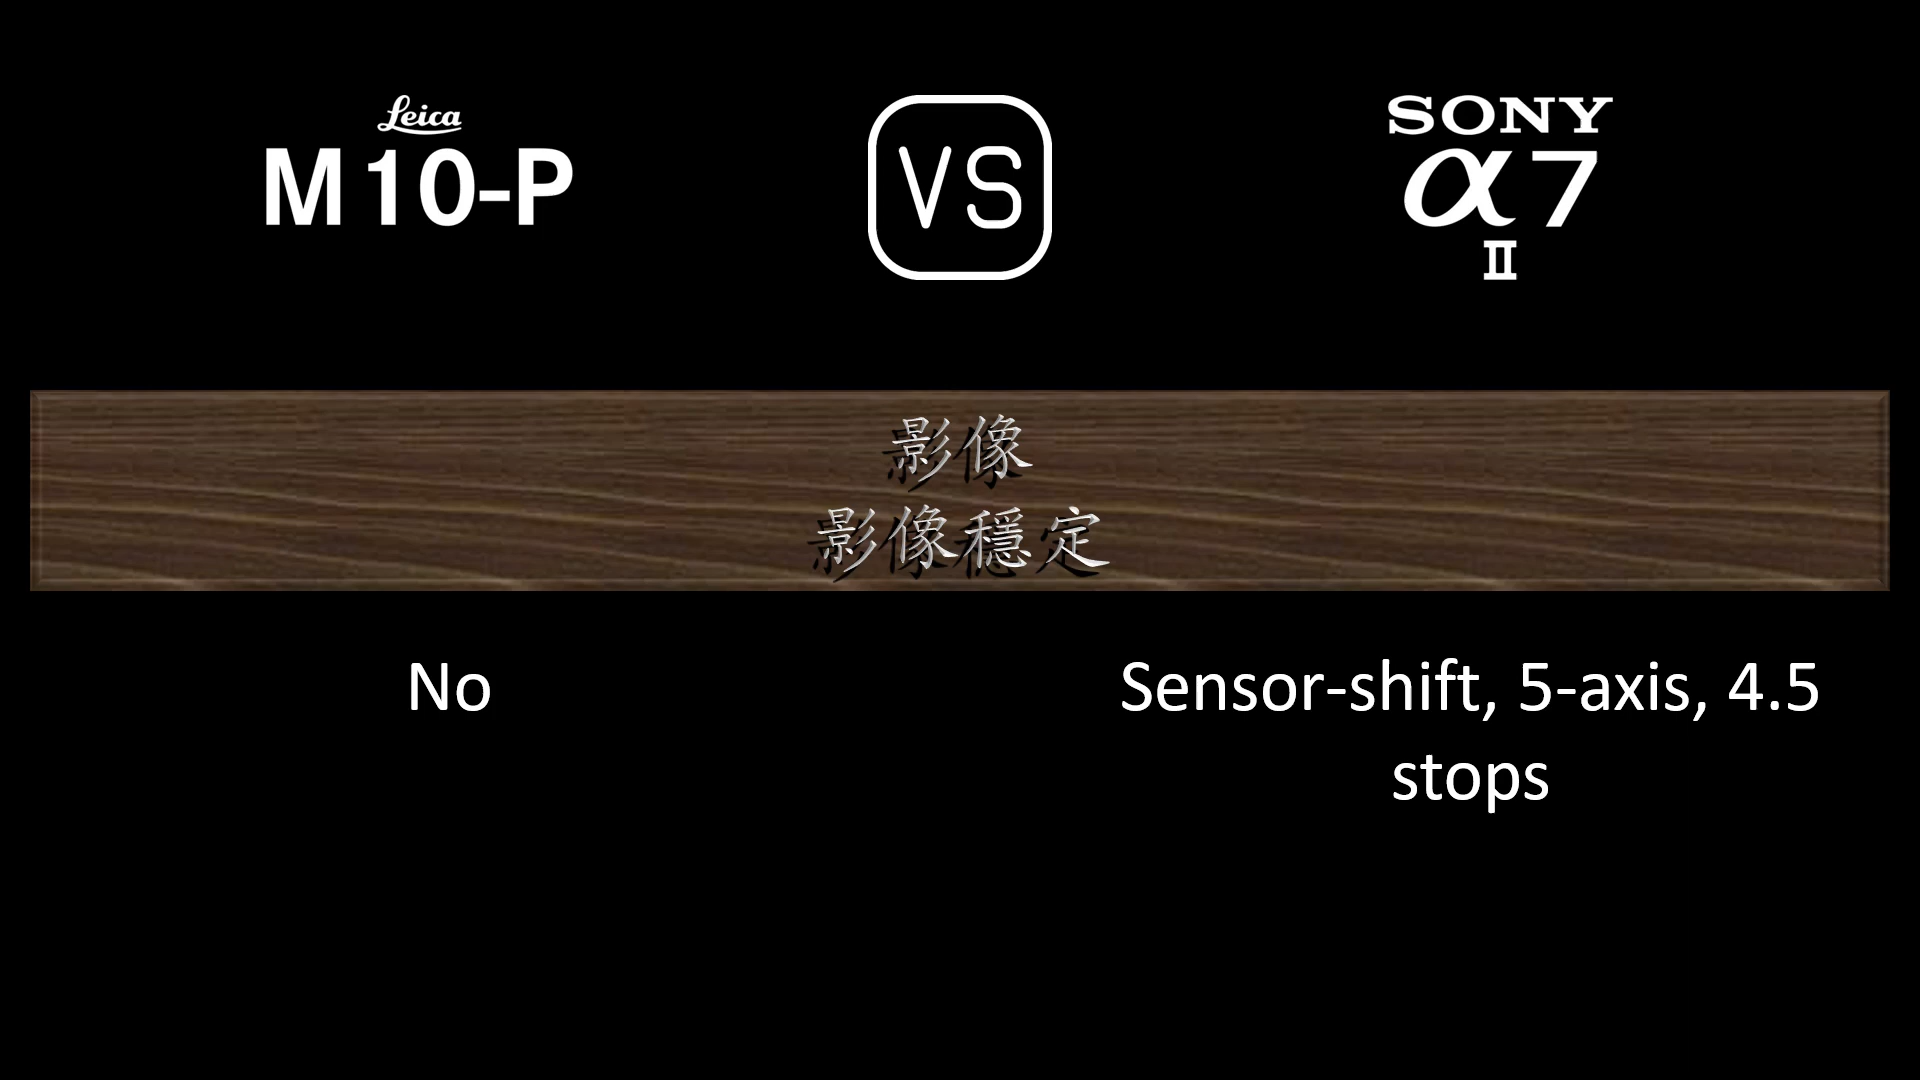 Leica
M10-P
VS
SONY
α7
II
影像
影像穩定
No
Sensor-shift, 5-axis, 4.5
stops